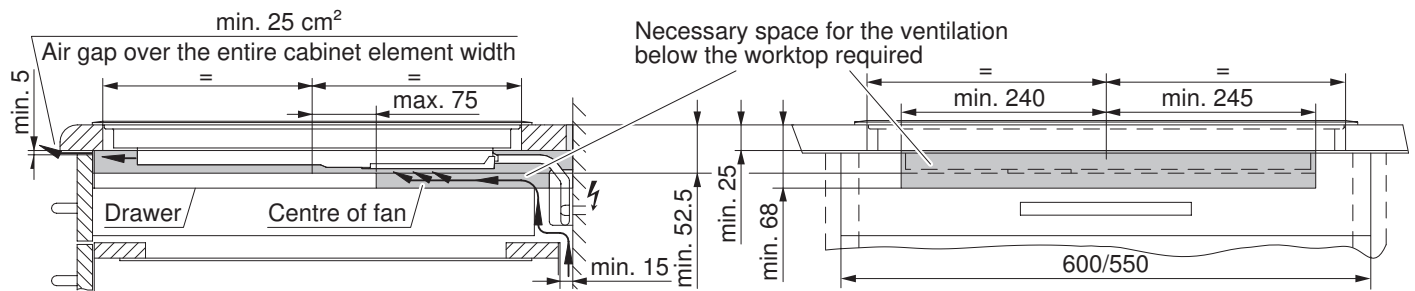 min. 25 cm²
Air gap over the entire cabinet element width
min. 5
=
=
max. 75
Necessary space for the ventilation
below the worktop required
Drawer
Centre of fan
min. 15
min. 52.5
min. 25
min. 68
=
=
min. 240
min. 245
600/550